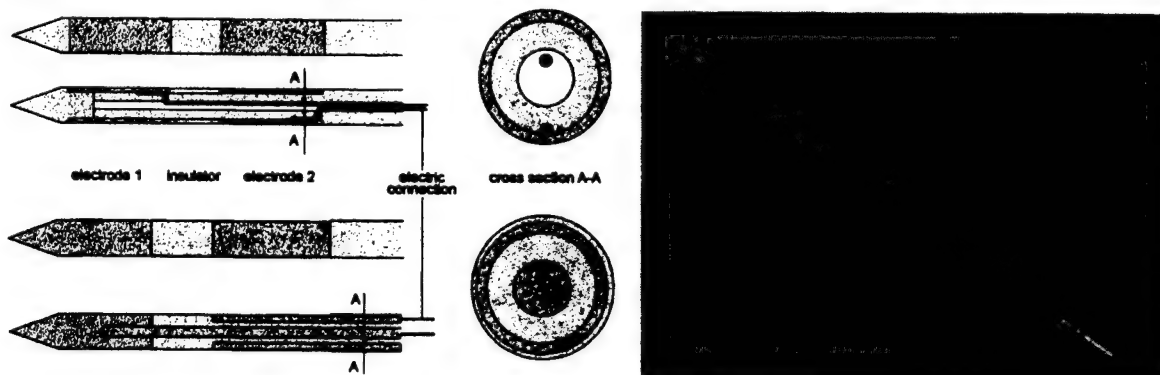 A
A
electrode 1 insulator electrode 2 electric
connection cross section A-A
A
A